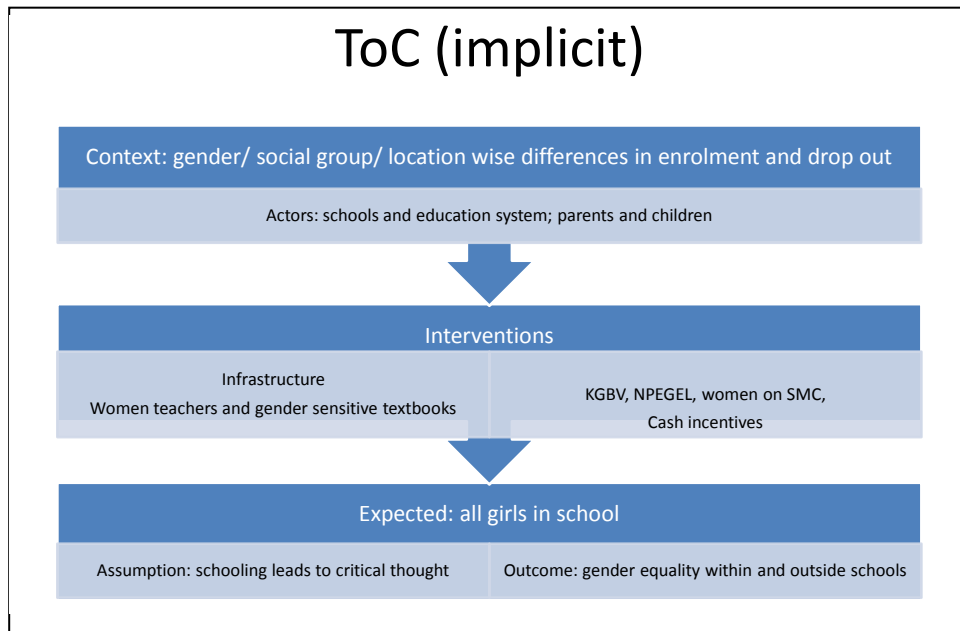 ToC (implicit)
Context: gender/ social group/ location wise differences in enrolment and drop out
Actors: schools and education system; parents and children
Interventions
Infrastructure
Women teachers and gender sensitive textbooks
KGBV, NPEGEL, women on SMC,
Cash incentives
Expected: all girls in school
Assumption: schooling leads to critical thought
Outcome: gender equality within and outside schools